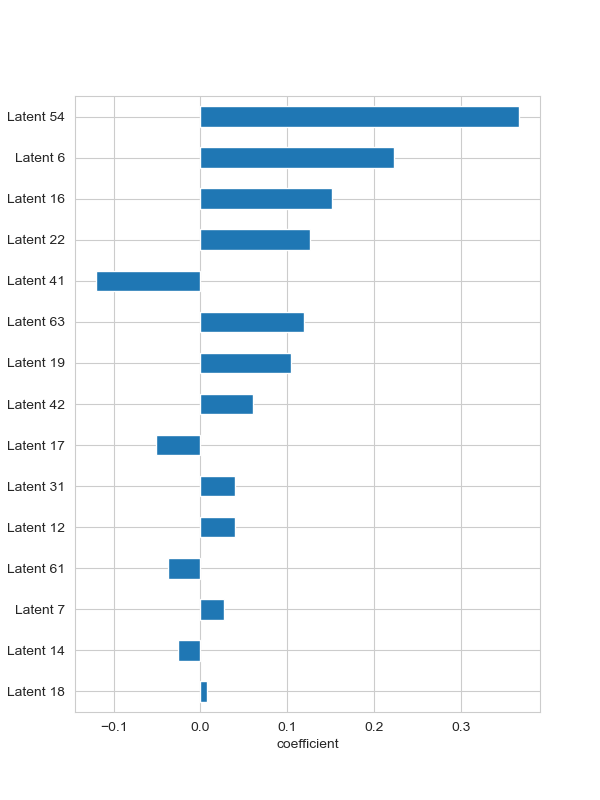 Latent 54
Latent 6
Latent 16
Latent 22
Latent 41
Latent 63
Latent 19
Latent 42
Latent 17
Latent 31
Latent 12
Latent 61
Latent 7
Latent 14
Latent 18
−0.1 0.0 0.1 0.2 0.3
coefficient